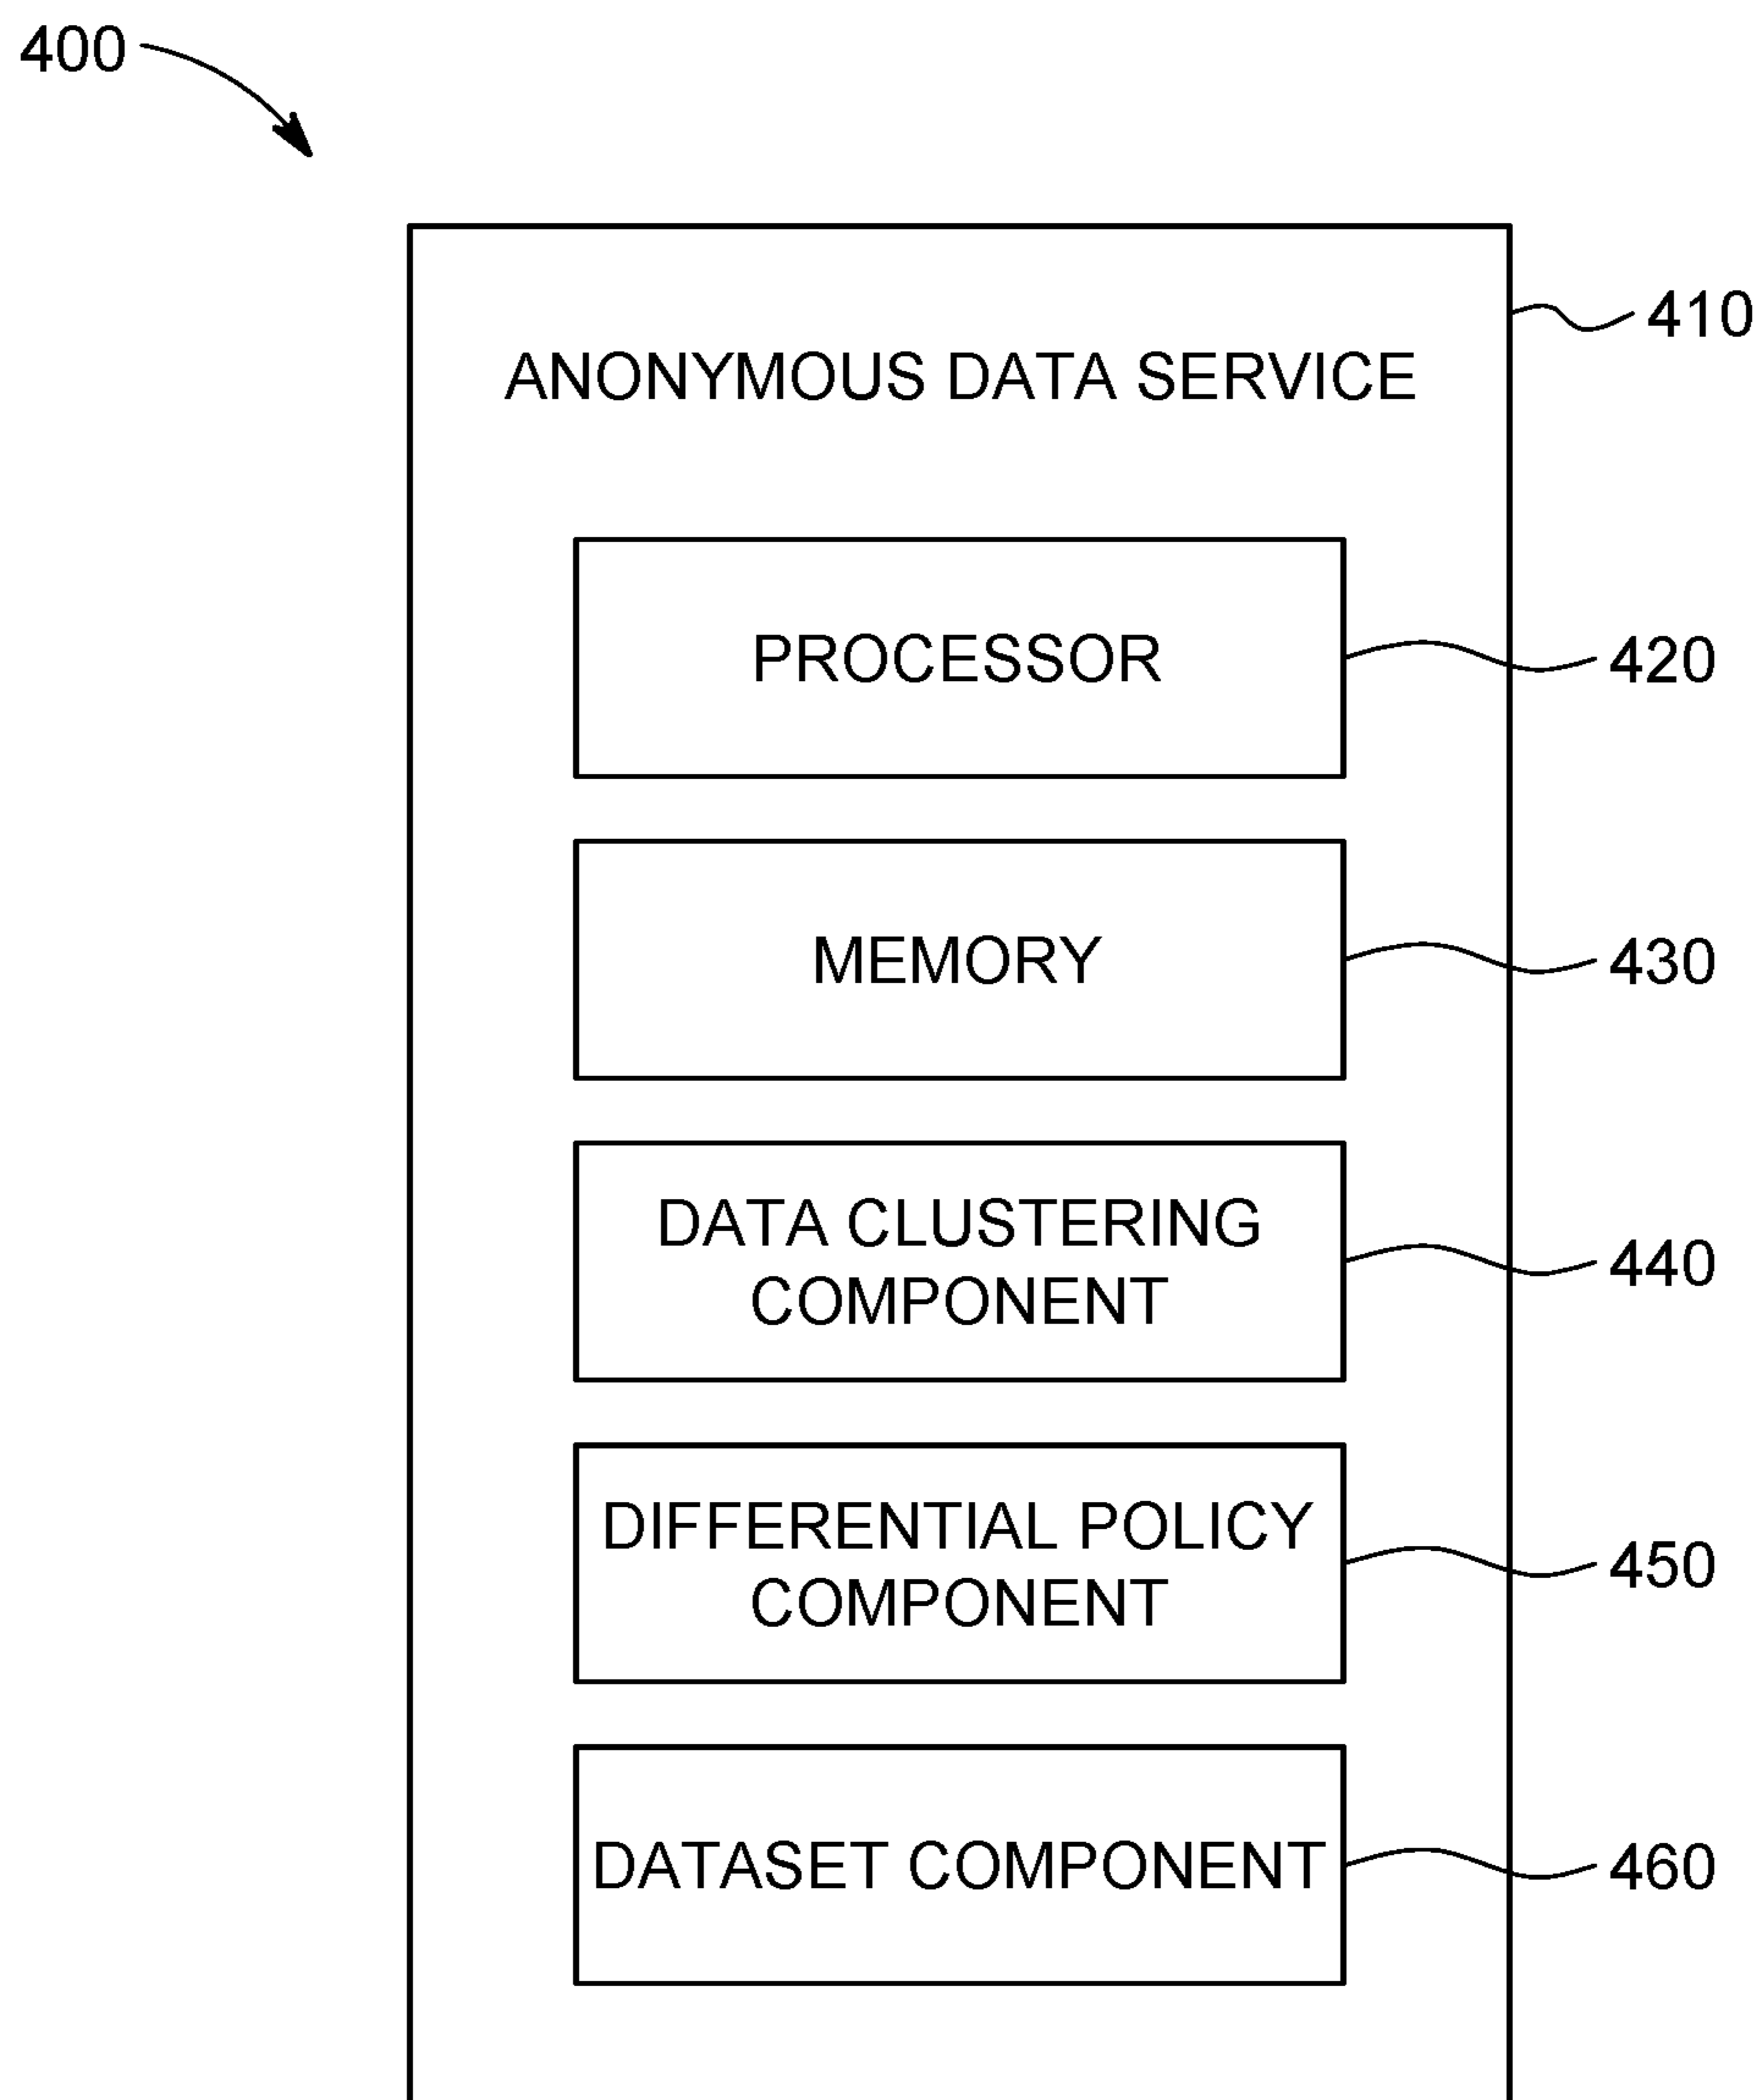 400
410
ANONYMOUS DATA SERVICE
PROCESSOR
420
MEMORY
430
DATA CLUSTERING
COMPONENT
440
DIFFERENTIAL POLICY
COMPONENT
450
DATASET COMPONENT
460